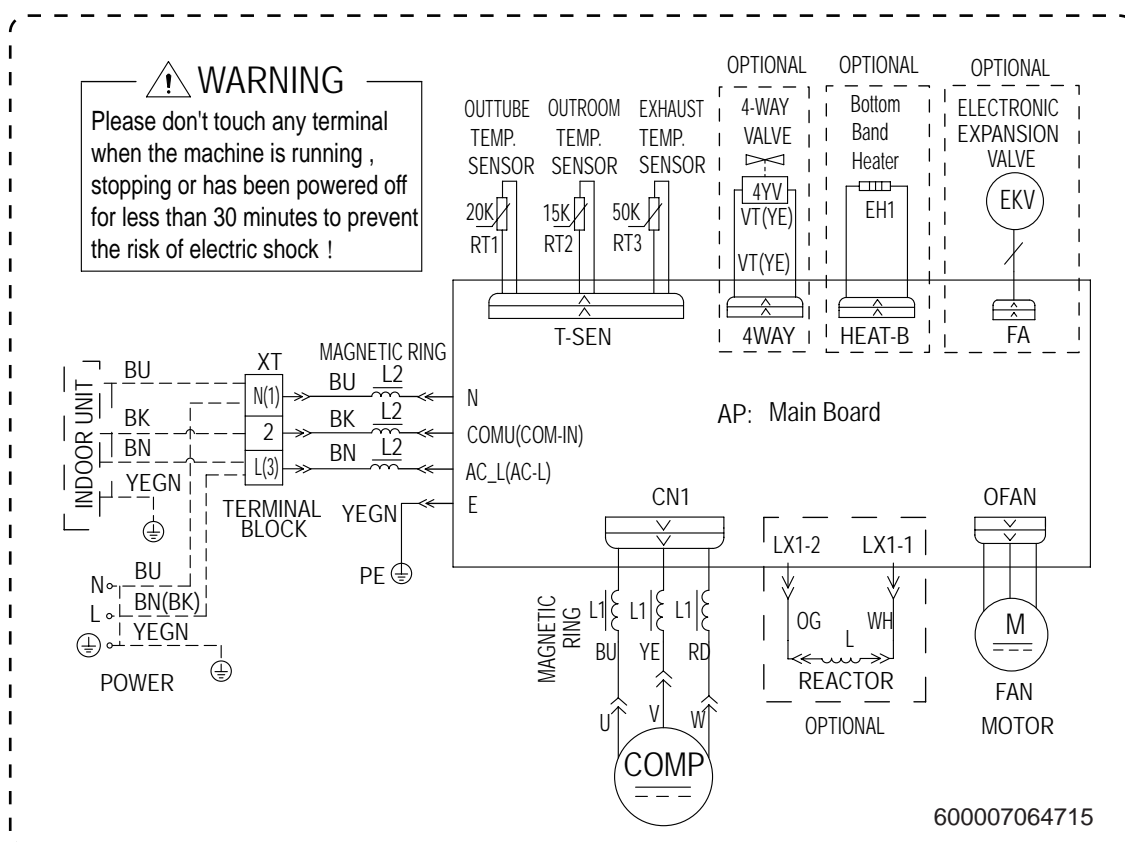 WARNING
Please don't touch any terminal
when the machine is running ,
stopping or has been powered off
for less than 30 minutes to prevent
the risk of electric shock !
OUTTUBE
TEMP.
SENSOR
20K
RT1
OUTROOM
TEMP.
SENSOR
15K
RT2
EXHAUST
TEMP.
SENSOR
50K
RT3
T-SEN
OPTIONAL
4-WAY
VALVE
4YV
VT(YE)
VT(YE)
4WAY
OPTIONAL
Bottom
Band
Heater
EH1
HEAT-B
OPTIONAL
ELECTRONIC
EXPANSION
VALVE
EKV
FA
INDOOR UNIT
BU
BK
BN
YEGN
XT
N(1)
2
L(3)
TERMINAL
BLOCK
MAGNETIC RING
BU
L2
BK
L2
BN
L2
YEGN
PE
N
COMU(COM-IN)
AC_L(AC-L)
E
AP: Main Board
N
BU
L
BN(BK)
YEGN
POWER
CN1
MAGNETIC
RING
L1
L1
L1
BU
YE
RD
U
V
W
COMP
LX1-2
LX1-1
OG
WH
L
REACTOR
OPTIONAL
OFAN
M
FAN
MOTOR
600007064715